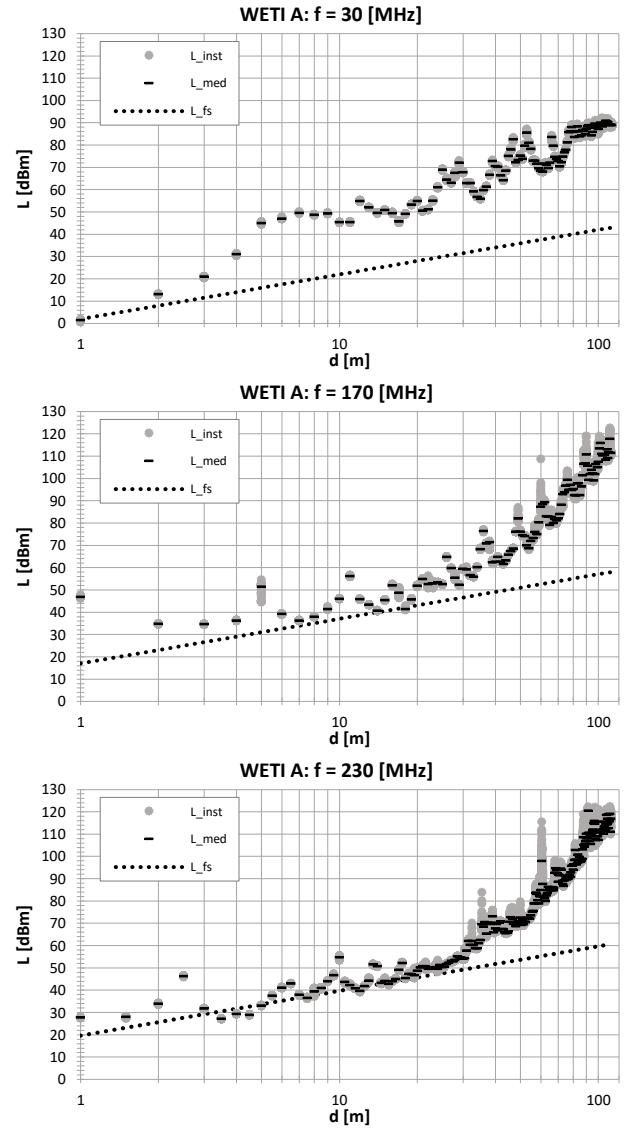 WETI A: f = 30 [MHz]
130
120
110
100
90
80
70
60
50
40
30
20
10
0
L [dBm]
L_inst
L_med
L_fs
1
10
100
d [m]
WETI A: f = 170 [MHz]
130
120
110
100
90
80
70
60
50
40
30
20
10
0
L [dBm]
L_inst
L_med
L_fs
1
10
100
d [m]
WETI A: f = 230 [MHz]
130
120
110
100
90
80
70
60
50
40
30
20
10
0
L [dBm]
L_inst
L_med
L_fs
1
10
100
d [m]